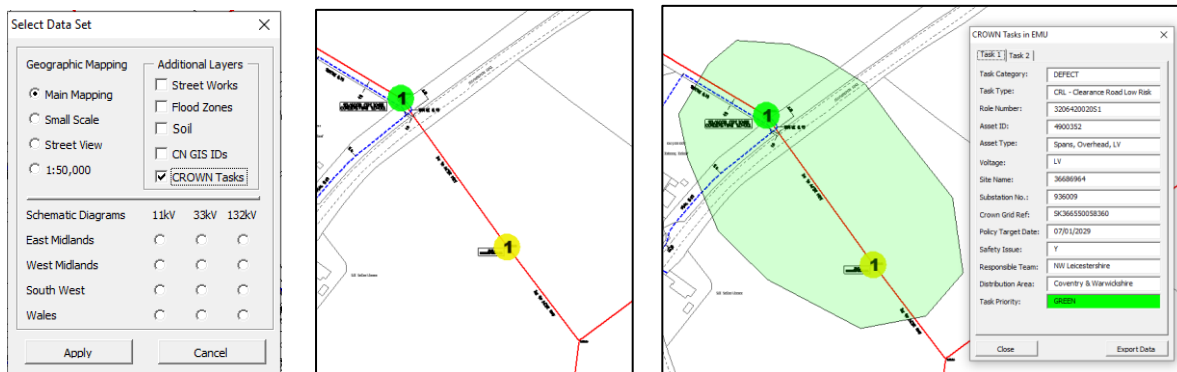 Select Data Set
Geographic Mapping
Main Mapping
Small Scale
Street View
1:50,000
Additional Layers
Street Works
Flood Zones
Soil
CN GIS IDs
CROWN Tasks
Schematic Diagrams 11kV 33kV 132kV
East Midlands
West Midlands
South West
Wales
Apply Cancel
1
1
1
1
CROWN Tasks in EMU
Task 1 Task 2
Task Category: DEFECT
Task Type: CRL - Clearance Road Low Risk
Role Number: 3206420020S1
Asset ID: 4900352
Asset Type: Spans, Overhead, LV
Voltage: LV
Site Name: 36686964
Substation No.: 936009
Crown Grid Ref: SK366550058360
Policy Target Date: 07/01/2029
Safety Issue: Y
Responsible Team: NW Leicestershire
Distribution Area: Coventry & Warwickshire
Task Priority: GREEN
Close Export Data